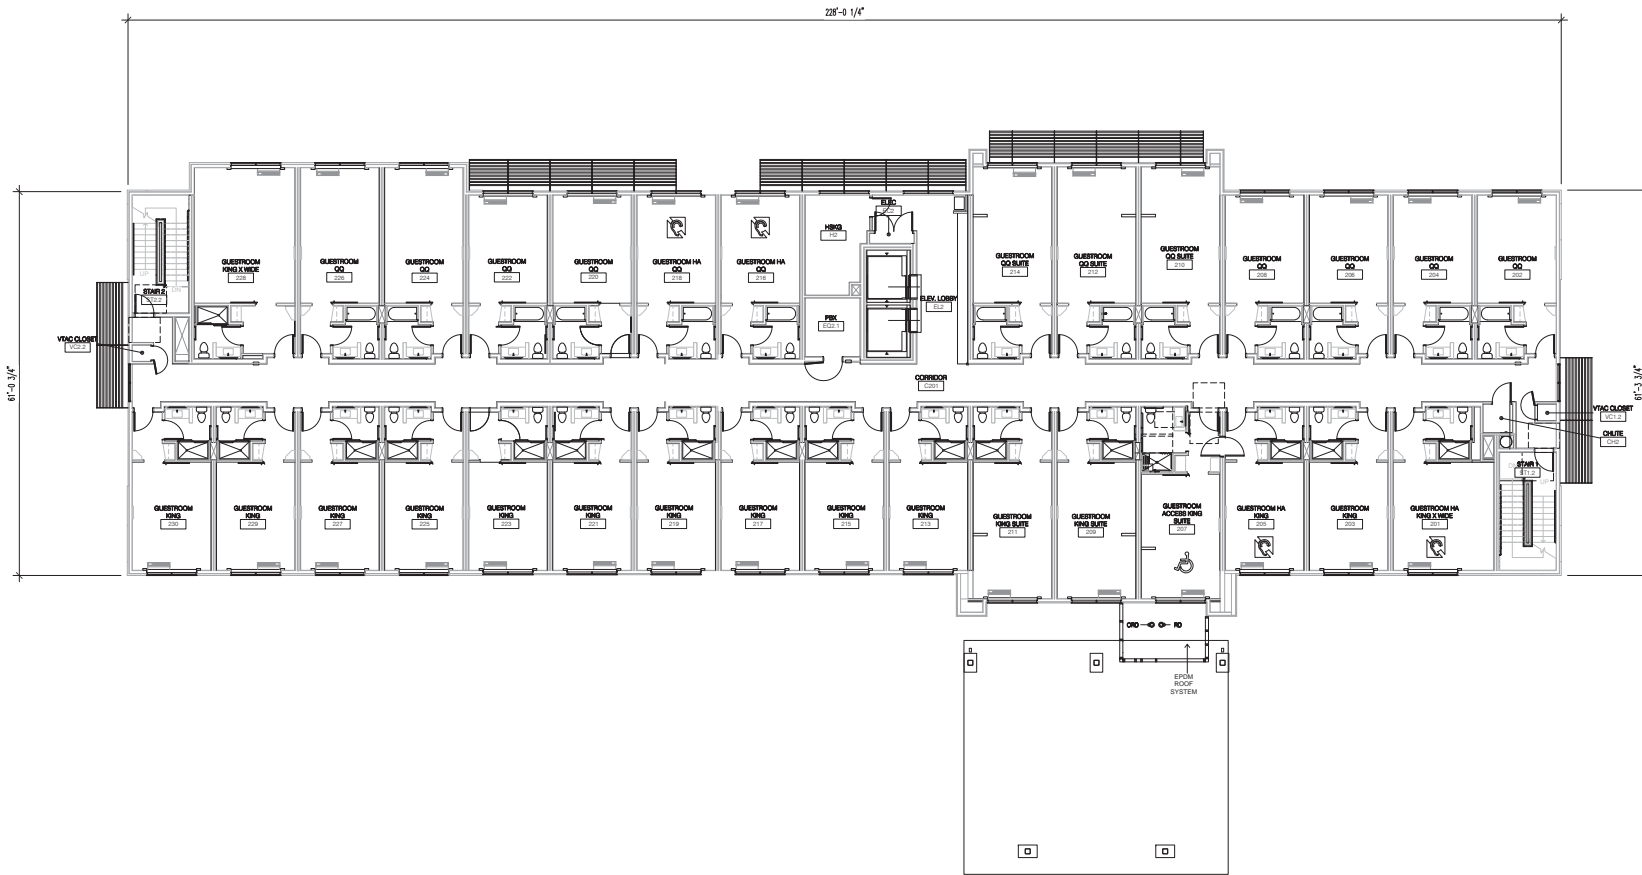 228'-0 1/4"
61'-0 3/4"
61'-3 3/4"
GUESTROOM
KING X WIDE
228
GUESTROOM
QQ
226
GUESTROOM
QQ
224
GUESTROOM
QQ
222
GUESTROOM
QQ
220
GUESTROOM HA
QQ
218
GUESTROOM HA
QQ
216
HSKG
H2
ELEC
EC2
ELEV. LOBBY
EL2
PBX
EQ2.1
GUESTROOM
QQ SUITE
214
GUESTROOM
QQ SUITE
212
GUESTROOM
QQ SUITE
210
GUESTROOM
QQ
208
GUESTROOM
QQ
206
GUESTROOM
QQ
204
GUESTROOM
QQ
202
UP
DN
STAIR 2
ST2.2
VTAC CLOSET
VC2.2
CORRIDOR
C201
VTAC CLOSET
VC1.2
CHUTE
CH2
STAIR 1
ST1.2
UP
GUESTROOM
KING
230
GUESTROOM
KING
229
GUESTROOM
KING
227
GUESTROOM
KING
225
GUESTROOM
KING
223
GUESTROOM
KING
221
GUESTROOM
KING
219
GUESTROOM
KING
217
GUESTROOM
KING
215
GUESTROOM
KING
213
GUESTROOM
KING SUITE
211
GUESTROOM
KING SUITE
209
GUESTROOM
ACCESS KING
SUITE
207
GUESTROOM HA
KING
205
GUESTROOM
KING
203
GUESTROOM HA
KING X WIDE
201
ORD
RD
EPDM
ROOF
SYSTEM